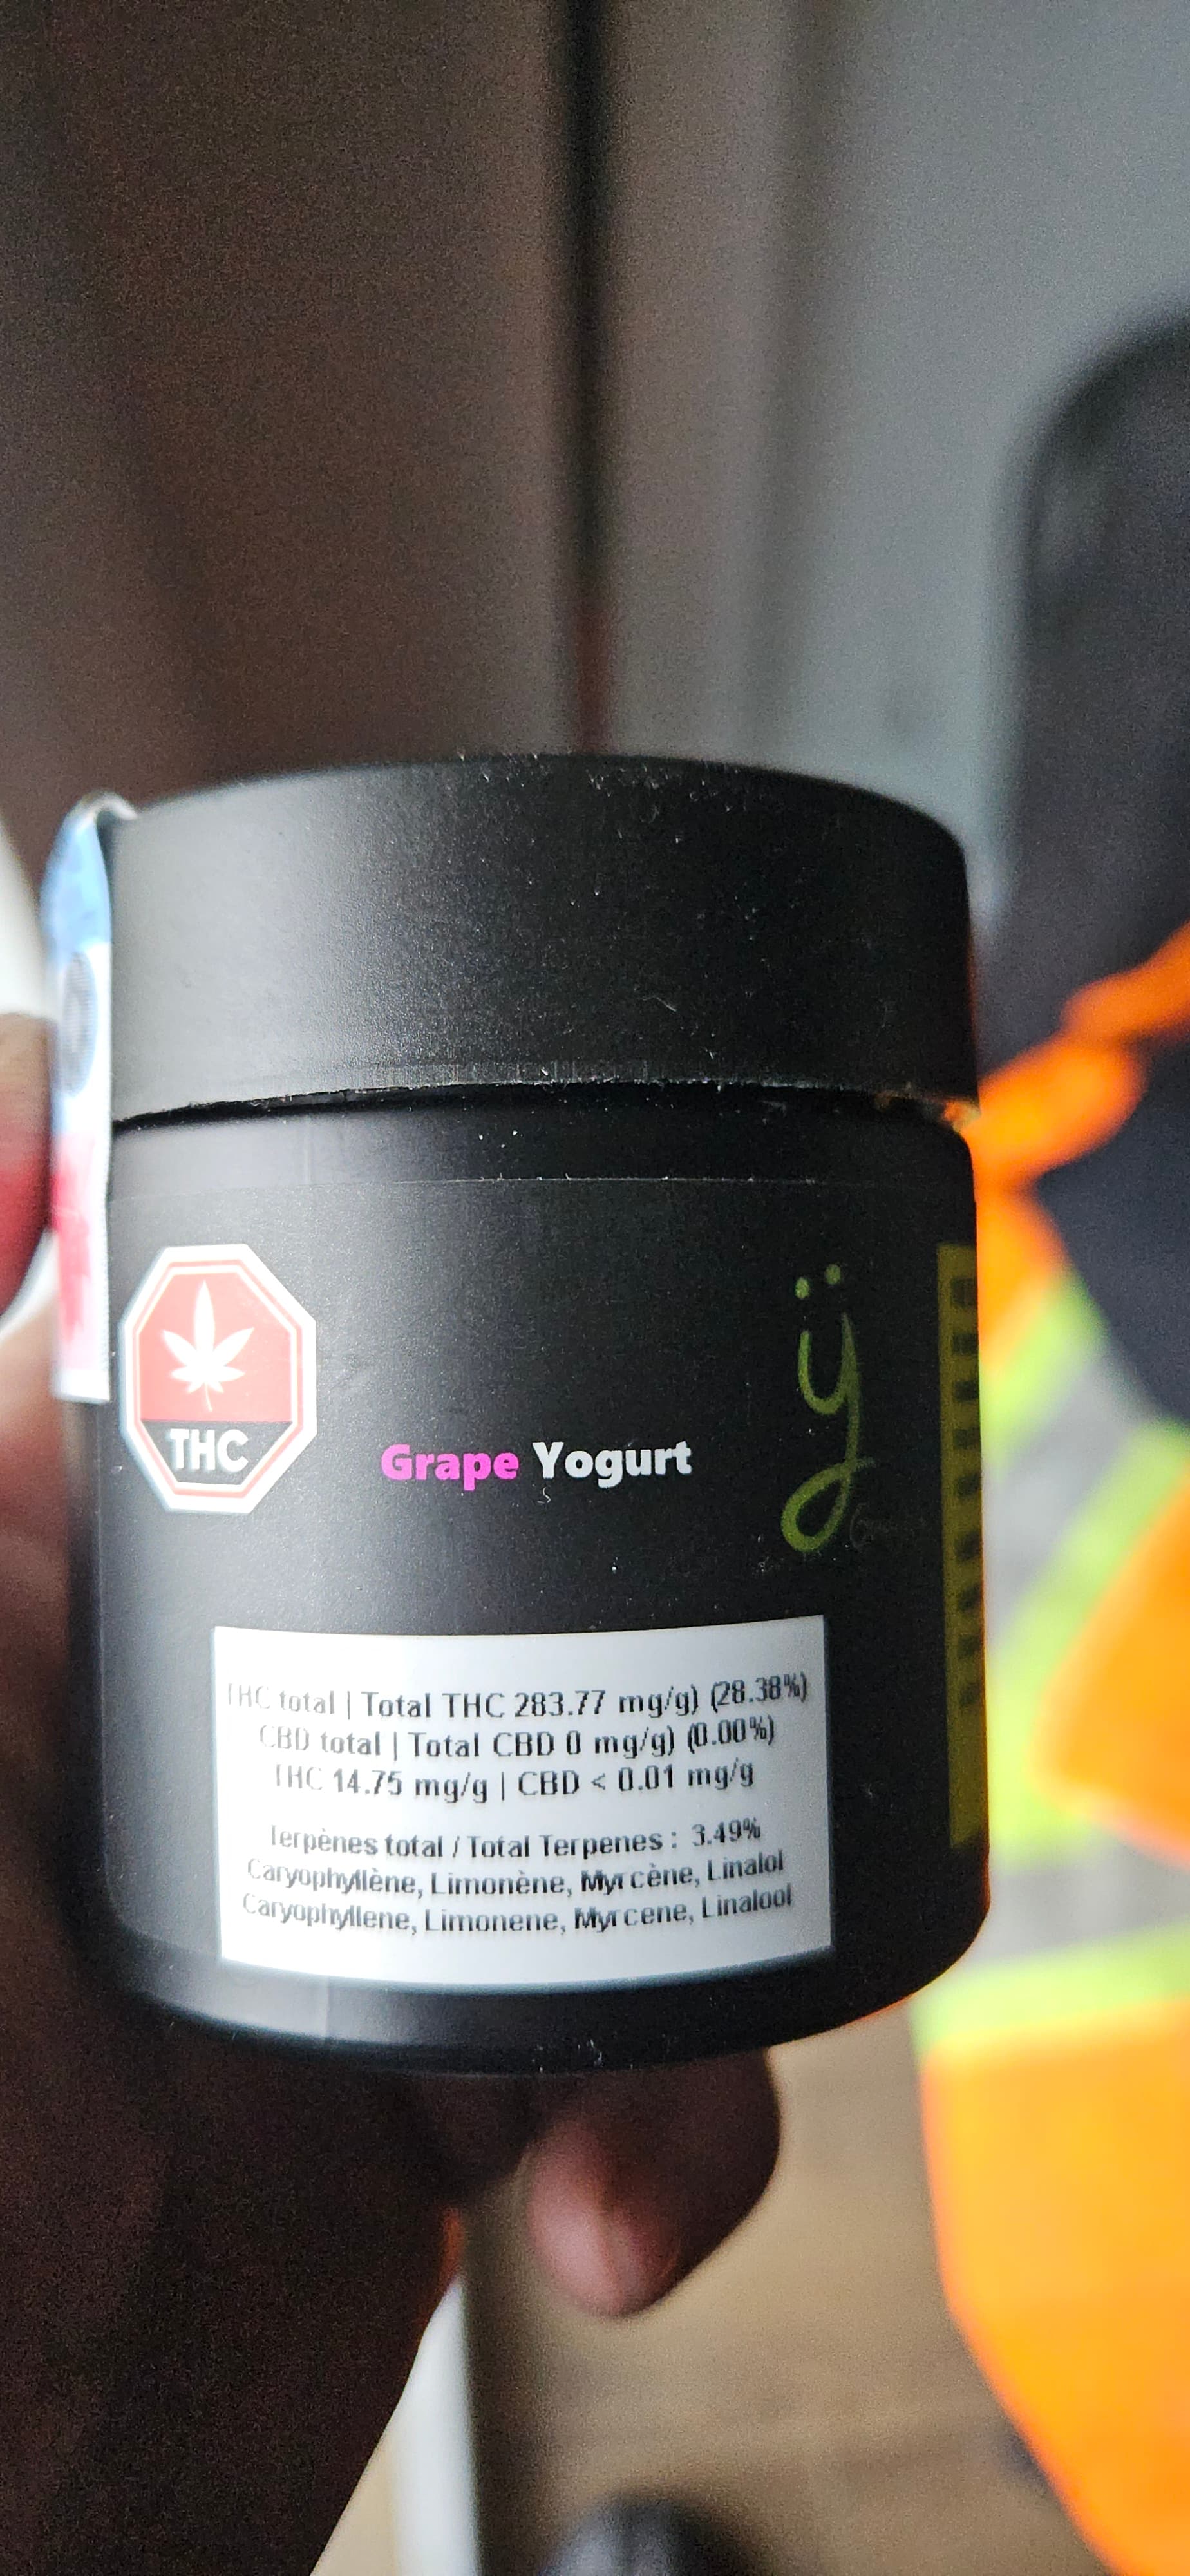 THC
Grape Yogurt
ÿ
THC total | Total THC 283.77 mg/g) (28.38%)
CBD total | Total CBD 0 mg/g) (0.00%)
THC 14.75 mg/g | CBD < 0.01 mg/g
Terpènes total / Total Terpenes : 3.49%
Caryophyllène, Limonène, Myrcène, Linalol
Caryophyllene, Limonene, Myrcene, Linalool